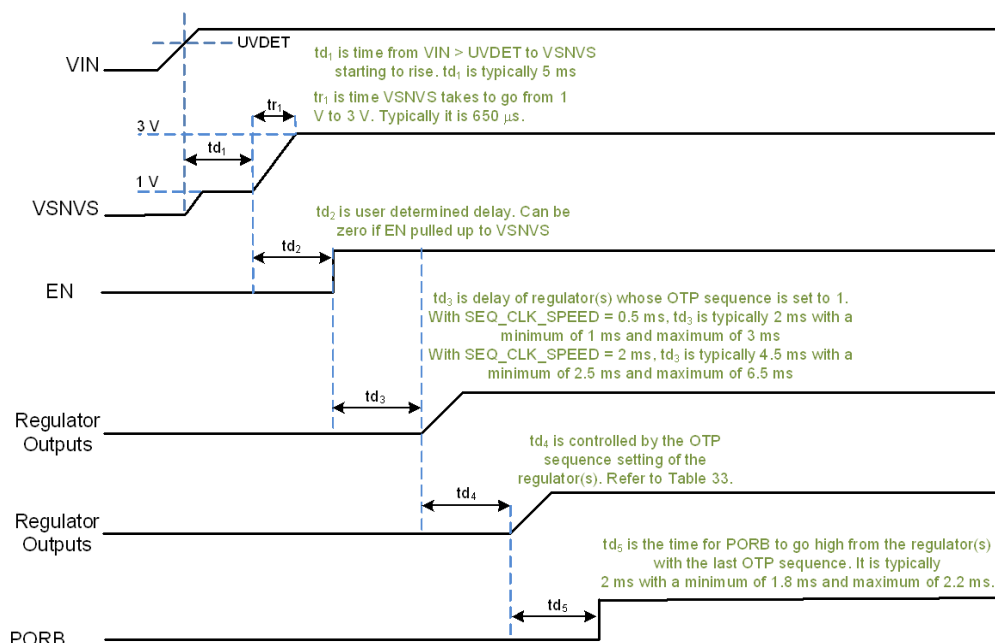 UVDET
VIN
td1 is time from VIN > UVDET to VSNVS
starting to rise. td1 is typically 5 ms
tr1 is time VSNVS takes to go from 1
V to 3 V. Typically it is 650 µs.
tr1
3 V
td1
1 V
VSNVS
td2 is user determined delay. Can be
zero if EN pulled up to VSNVS
td2
EN
td3 is delay of regulator(s) whose OTP sequence is set to 1.
With SEQ_CLK_SPEED = 0.5 ms, td3 is typically 2 ms with a
minimum of 1 ms and maximum of 3 ms
With SEQ_CLK_SPEED = 2 ms, td3 is typically 4.5 ms with a
minimum of 2.5 ms and maximum of 6.5 ms
td3
Regulator
Outputs
td4 is controlled by the OTP
sequence setting of the
regulator(s). Refer to Table 33.
td4
Regulator
Outputs
td5 is the time for PORB to go high from the regulator(s)
with the last OTP sequence. It is typically
2 ms with a minimum of 1.8 ms and maximum of 2.2 ms.
td5
PORB